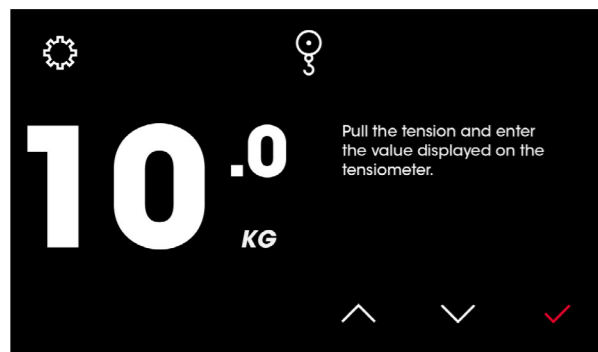 10.0
KG
Pull the tension and enter
the value displayed on the
tensiometer.